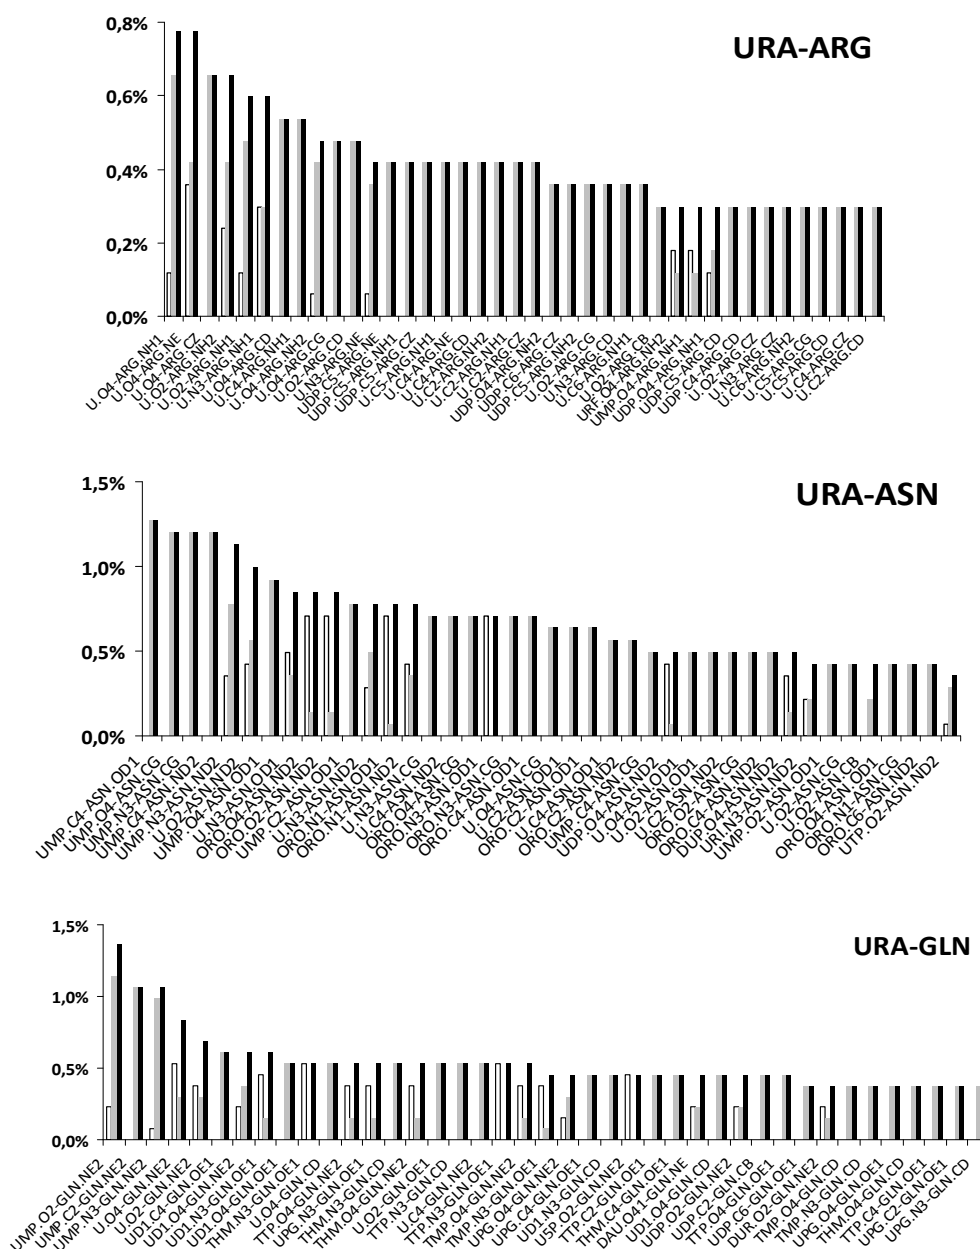 0,8%
URA-ARG
0,6%
0,4%
0,2%
0,0%
U.O4-ARG.NH1
U.O4-ARG.NE
U.O4-ARG.CZ
U.O2-ARG.NH2
U.O2-ARG.NH1
U.N3-ARG.NH1
U.O4-ARG.CD
U.C4-ARG.NH1
U.O4-ARG.NH2
U.O4-ARG.CG
U.O2-ARG.CD
U.N3-ARG.NE
UDP.C5-ARG.NE
UDP.C5-ARG.NH1
UDP.C5-ARG.CZ
U.C5-ARG.NH1
U.C4-ARG.NE
U.C4-ARG.CD
U.C2-ARG.NH2
U.C2-ARG.NH1
U.C2-ARG.CZ
UDP.O4-ARG.NH2
UDP.C6-ARG.CZ
UDP.C5-ARG.NH2
U.O2-ARG.CG
U.N3-ARG.CD
U.C6-ARG.NH1
U.O2-ARG.CB
URF.O4-ARG.NH2
UMP.O4-ARG.NH1
UDP.O4-ARG.NH1
UDP.C5-ARG.CD
UDP.C4-ARG.CD
U.O2-ARG.CZ
U.N3-ARG.CZ
U.C6-ARG.NH2
U.C5-ARG.CG
U.C5-ARG.CD
U.C4-ARG.CZ
U.C2-ARG.CD
1,5%
URA-ASN
1,0%
0,5%
0,0%
UMP.C4-ASN.OD1
UMP.O4-ASN.CG
UMP.N3-ASN.CG
UMP.C4-ASN.ND2
UMP.N3-ASN.ND2
U.O2-ASN.ND2
UMP.O4-ASN.OD1
U.N3-ASN.OD1
ORO.O4-ASN.ND2
ORO.O2-ASN.ND2
UMP.C2-ASN.OD1
U.N3-ASN.ND2
ORO.N1-ASN.OD1
ORO.N1-ASN.ND2
U.N3-ASN.CG
U.C4-ASN.ND2
ORO.O4-ASN.CG
ORO.N3-ASN.OD1
ORO.N3-ASN.CG
ORO.C4-ASN.OD1
U.O4-ASN.CG
U.C4-ASN.OD1
U.C2-ASN.OD1
ORO.C2-ASN.OD1
ORO.C2-ASN.ND2
UMP.C4-ASN.CG
UDP.O4-ASN.OD1
U.O4-ASN.OD1
U.O2-ASN.ND2
U.C2-ASN.ND2
ORO.O2-ASN.CG
ORO.C4-ASN.ND2
DUP.O4-ASN.ND2
URI.N3-ASN.OD1
UMP.O2-ASN.OD1
U.O2-ASN.CG
U.O2-ASN.CB
ORO.O4-ASN.OD1
ORO.N1-ASN.CG
ORO.C6-ASN.ND2
UTP.O2-ASN.ND2
1,5%
URA-GLN
1,0%
0,5%
0,0%
UMP.O2-GLN.NE2
UMP.C2-GLN.NE2
UMP.N3-GLN.NE2
U.O4-GLN.NE2
U.O2-GLN.NE2
UD1.C4-GLN.OE1
UD1.O4-GLN.NE2
UD1.O4-GLN.OE1
THM.N3-GLN.OE1
U.O4-GLN.CD
TTP.O4-GLN.NE2
UPG.N3-GLN.OE1
THM.N3-GLN.CD
THM.O4-GLN.NE2
U.O2-GLN.OE1
TTP.N3-GLN.CD
U.C4-GLN.NE2
TTP.N3-GLN.OE1
TMP.O4-GLN.NE2
TMP.N3-GLN.OE1
UPG.O4-GLN.NE2
UPG.C4-GLN.OE1
UD1.N3-GLN.CD
U5P.O2-GLN.NE2
TTP.C2-GLN.OE1
THM.C4-GLN.OE1
DAU.O41-GLN.NE
UD1.O4-GLN.CD
UDP.O2-GLN.NE2
UDP.C2-GLN.CB
TTP.O4-GLN.OE1
UDP.C6-GLN.OE1
DUR.O2-GLN.NE2
TMP.O4-GLN.CD
TMP.N3-GLN.CD
UPG.O4-GLN.OE1
THM.O4-GLN.CD
TTP.C4-GLN.OE1
UPG.C2-GLN.OE1
UPG.N3-GLN.CD